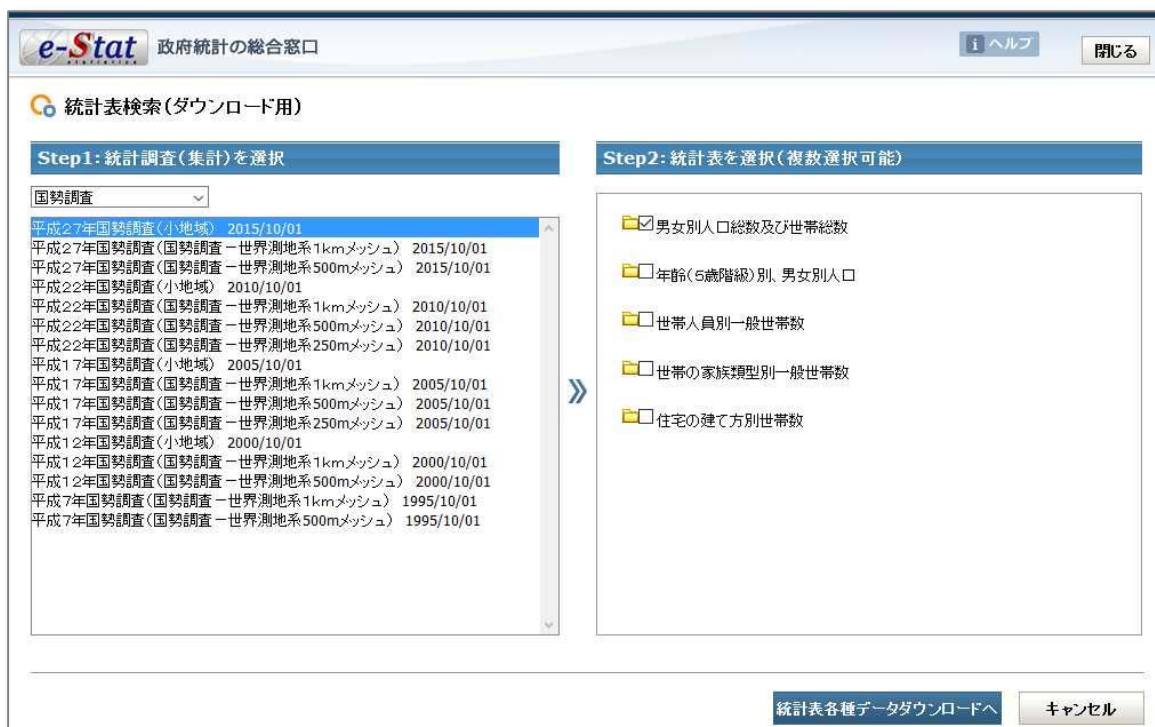 e-Stat 政府統計の総合窓口
i ヘルプ
閉じる
統計表検索(ダウンロード用)
Step1:統計調査(集計)を選択
国勢調査
平成27年国勢調査(小地域) 2015/10/01
平成27年国勢調査(国勢調査-世界測地系1kmメッシュ) 2015/10/01
平成27年国勢調査(国勢調査-世界測地系500mメッシュ) 2015/10/01
平成22年国勢調査(小地域) 2010/10/01
平成22年国勢調査(国勢調査-世界測地系1kmメッシュ) 2010/10/01
平成22年国勢調査(国勢調査-世界測地系500mメッシュ) 2010/10/01
平成22年国勢調査(国勢調査-世界測地系250mメッシュ) 2010/10/01
平成17年国勢調査(小地域) 2005/10/01
平成17年国勢調査(国勢調査-世界測地系1kmメッシュ) 2005/10/01
平成17年国勢調査(国勢調査-世界測地系500mメッシュ) 2005/10/01
平成17年国勢調査(国勢調査-世界測地系250mメッシュ) 2005/10/01
平成12年国勢調査(小地域) 2000/10/01
平成12年国勢調査(国勢調査-世界測地系1kmメッシュ) 2000/10/01
平成12年国勢調査(国勢調査-世界測地系500mメッシュ) 2000/10/01
平成7年国勢調査(国勢調査-世界測地系1kmメッシュ) 1995/10/01
平成7年国勢調査(国勢調査-世界測地系500mメッシュ) 1995/10/01
Step2:統計表を選択(複数選択可能)
男女別人口総数及び世帯総数
年齢(5歳階級)別、男女別人口
世帯人員別一般世帯数
世帯の家族類型別一般世帯数
住宅の建て方別世帯数
統計表各種データダウンロードへ
キャンセル